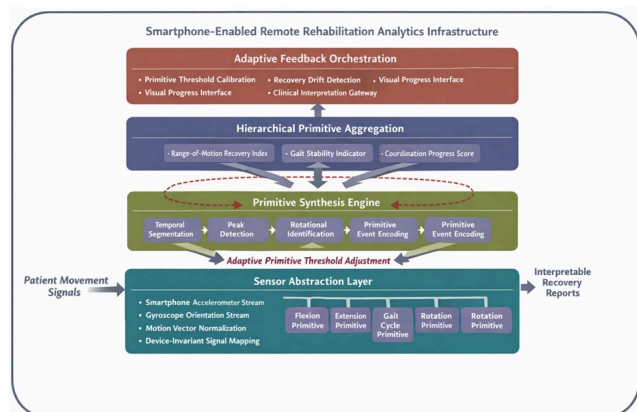 Smartphone-Enabled Remote Rehabilitation Analytics Infrastructure
Adaptive Feedback Orchestration
• Primitive Threshold Calibration • Recovery Drift Detection • Visual Progress Interface
• Visual Progress Interface • Clinical Interpretation Gateway
Hierarchical Primitive Aggregation
• Range-of-Motion Recovery Index • Gait Stability Indicator • Coordination Progress Score
Primitive Synthesis Engine
Temporal
Segmentation
Peak
Detection
Rotational
Identification
Primitive
Event Encoding
Primitive
Event Encoding
Adaptive Primitive Threshold Adjustment
Patient Movement
Signals
Sensor Abstraction Layer
• Smartphone Accelerometer Stream
• Gyroscope Orientation Stream
• Motion Vector Normalization
• Device-Invariant Signal Mapping
Flexion
Primitive
Extension
Primitive
Gait
Cycle
Primitive
Rotation
Primitive
Rotation
Primitive
Interpretable
Recovery
Reports